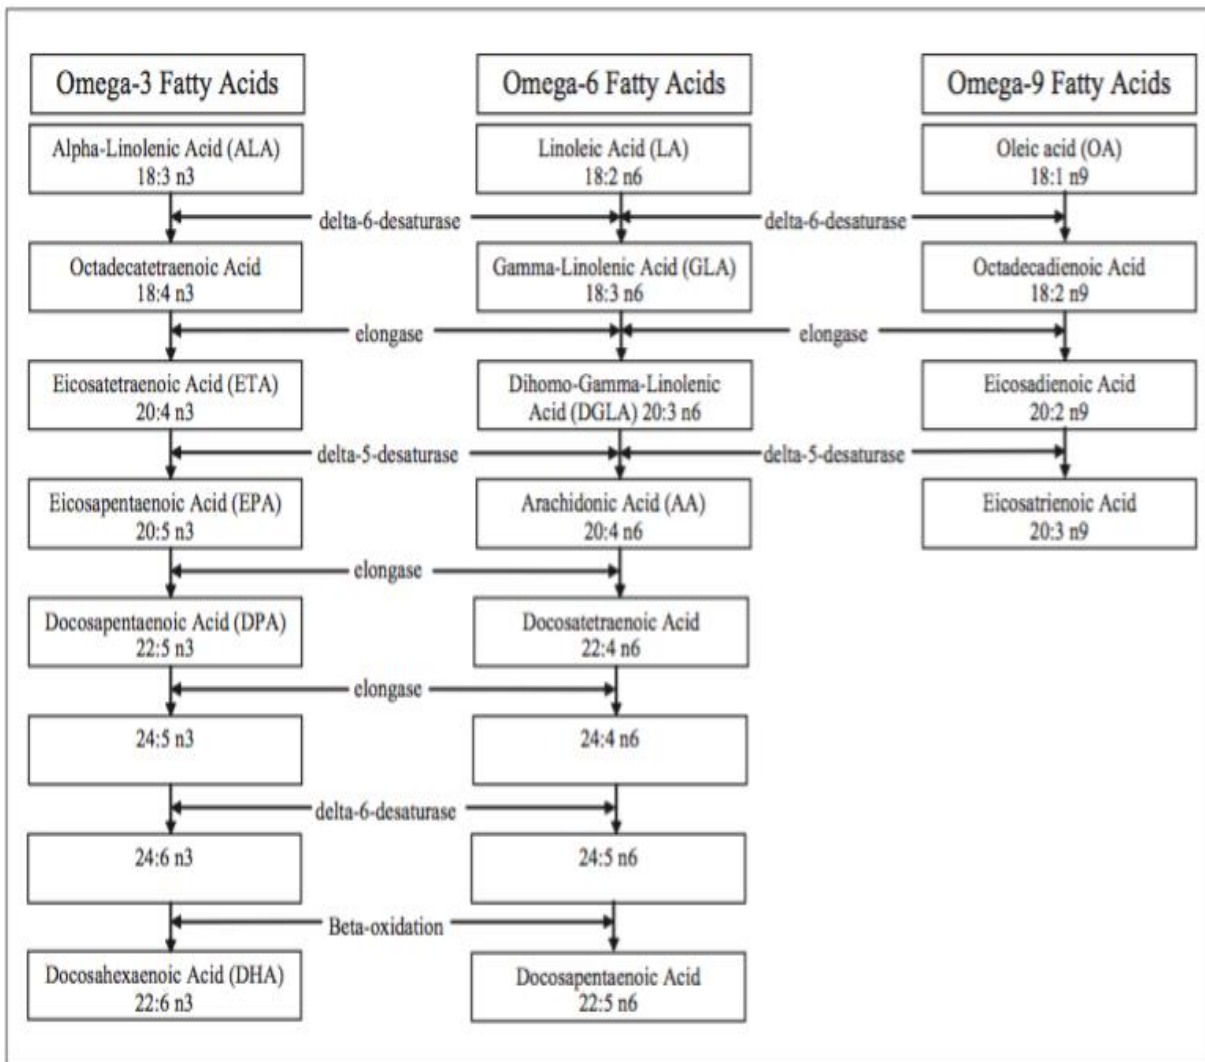 Omega-3 Fatty Acids
Omega-6 Fatty Acids
Omega-9 Fatty Acids
Alpha-Linolenic Acid (ALA)
18:3 n3
Linoleic Acid (LA)
18:2 n6
Oleic acid (OA)
18:1 n9
delta-6-desaturase
delta-6-desaturase
Octadecatetraenoic Acid
18:4 n3
Gamma-Linolenic Acid (GLA)
18:3 n6
Octadecadienoic Acid
18:2 n9
elongase
elongase
Eicosatetraenoic Acid (ETA)
20:4 n3
Dihomo-Gamma-Linolenic
Acid (DGLA) 20:3 n6
Eicosadienoic Acid
20:2 n9
delta-5-desaturase
delta-5-desaturase
Eicosapentaenoic Acid (EPA)
20:5 n3
Arachidonic Acid (AA)
20:4 n6
Eicosatrienoic Acid
20:3 n9
elongase
Docosapentaenoic Acid (DPA)
22:5 n3
Docosatetraenoic Acid
22:4 n6
elongase
24:5 n3
24:4 n6
delta-6-desaturase
24:6 n3
24:5 n6
Beta-oxidation
Docosahexaenoic Acid (DHA)
22:6 n3
Docosapentaenoic Acid
22:5 n6